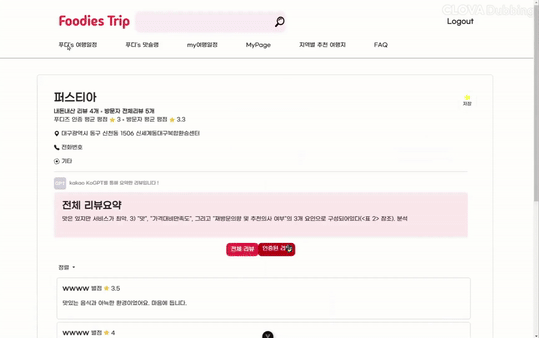 CLOVA Dubbing
Foodies Trip
Logout
푸디's 여행일정 푸디's 맛슐랭 my여행일정 MyPage 지역별 추천 여행지 FAQ
퍼스티아
내돈내산 리뷰 4개 · 방문자 전체리뷰 5개
푸디즈 인증 평균 평점 ⭐ 3 · 방문자 평균 평점 ⭐ 3.3
저장
대구광역시 동구 신천동 1506 신세계동대구복합환승센터
전화번호
기타
kakao KoGPT를 통해 요약한 리뷰입니다!
전체 리뷰요약
맛은 있지만 서비스가 최악. 3) "맛", "가격대비만족도", 그리고 "재방문의향 및 추천의사 여부"의 3개 요인으로 구성되어있다(<표 2> 참조). 분석
전체 리뷰 인증된
정렬
wwww 별점 ⭐ 3.5
맛있는 음식과 아늑한 환경이었어요. 마음에 듭니다.
wwww 별점 ⭐ 4